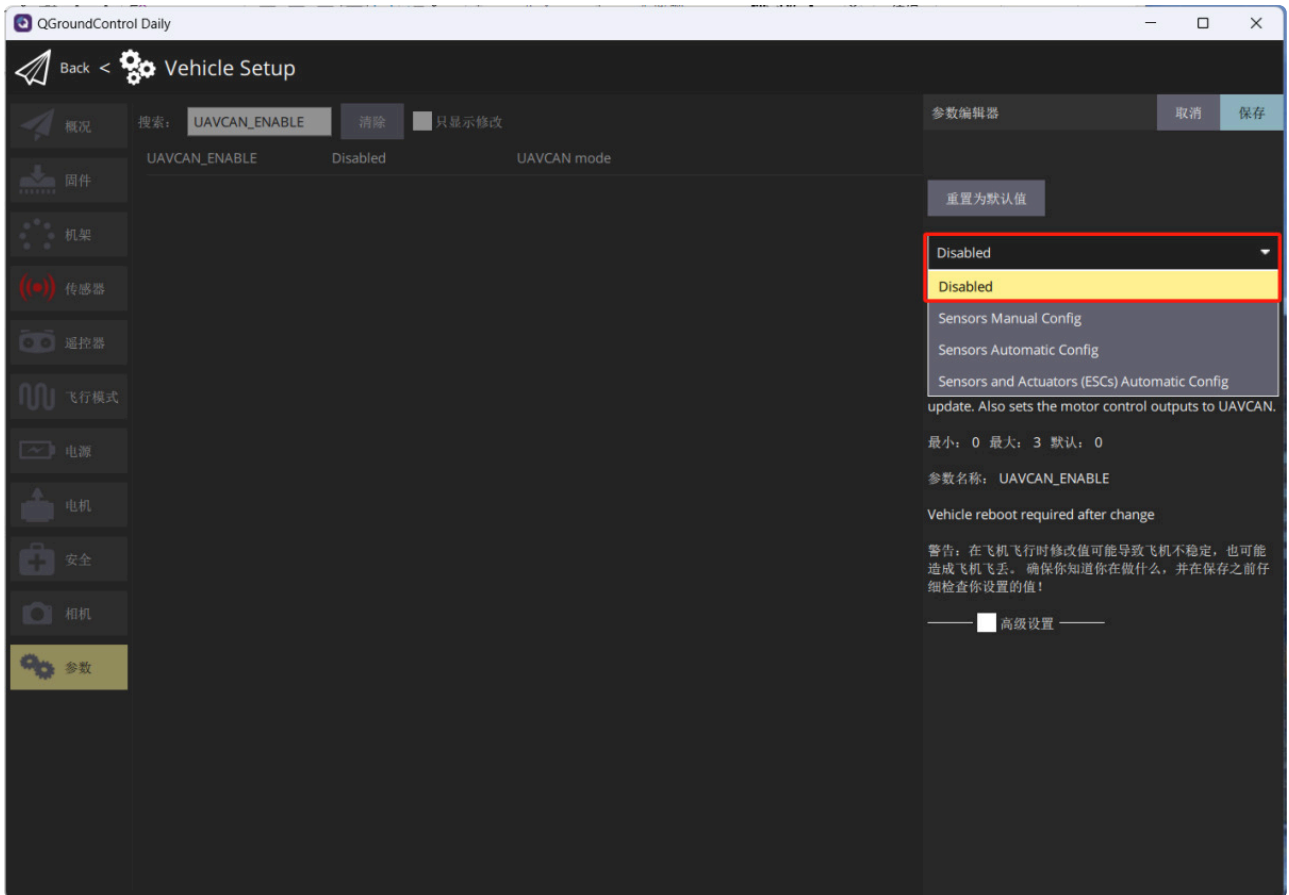 QGroundControl Daily
Back < Vehicle Setup
概况
固件
机架
传感器
遥控器
飞行模式
电源
电机
安全
相机
参数
搜索： UAVCAN_ENABLE 清除 只显示修改
UAVCAN_ENABLE Disabled UAVCAN mode
参数编辑器 取消 保存
重置为默认值
Disabled
Disabled
Sensors Manual Config
Sensors Automatic Config
Sensors and Actuators (ESCs) Automatic Config
update. Also sets the motor control outputs to UAVCAN.
最小： 0 最大： 3 默认： 0
参数名称： UAVCAN_ENABLE
Vehicle reboot required after change
警告：在飞机飞行时修改值可能导致飞机不稳定，也可能
造成飞机飞丢。 确保你知道你在做什么，并在保存之前仔
细检查你设置的值！
高级设置